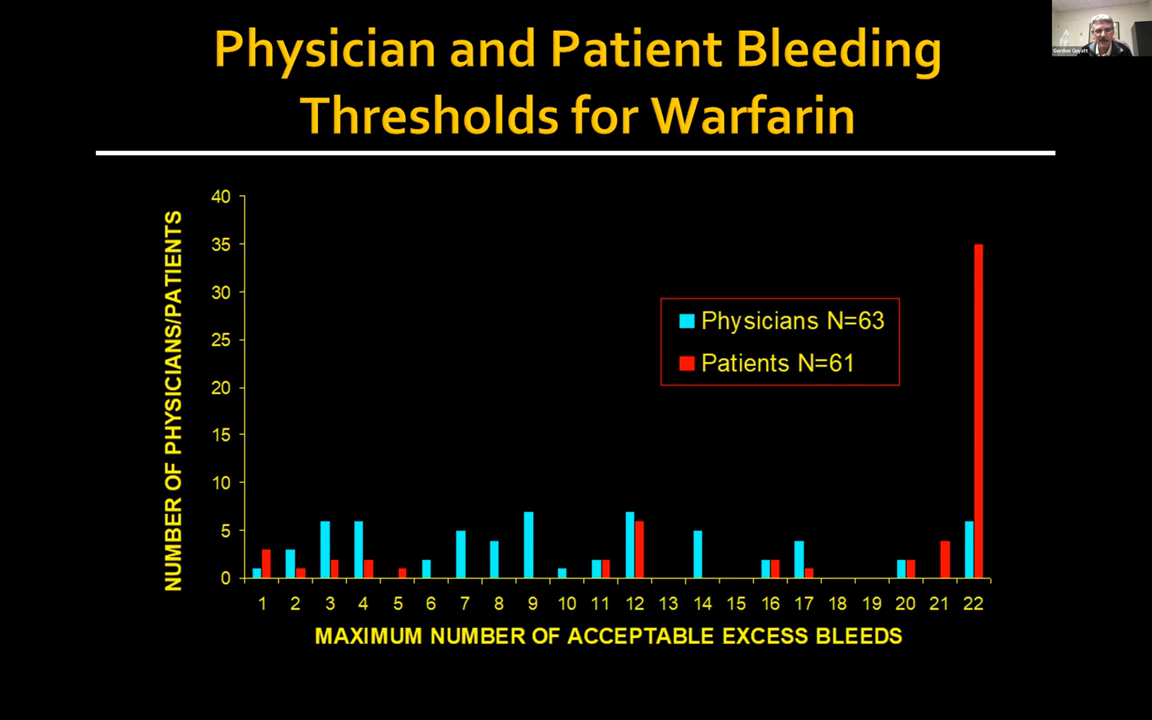 Physician and Patient Bleeding
Thresholds for Warfarin
Gordon Guyatt
NUMBER OF PHYSICIANS/PATIENTS
40
35
30
25
20
15
10
5
0
Physicians N=63
Patients N=61
1 2 3 4 5 6 7 8 9 10 11 12 13 14 15 16 17 18 19 20 21 22
MAXIMUM NUMBER OF ACCEPTABLE EXCESS BLEEDS